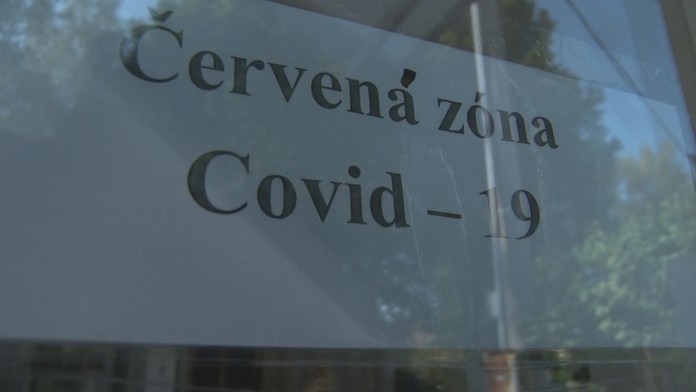 Červená zóna
Covid – 19